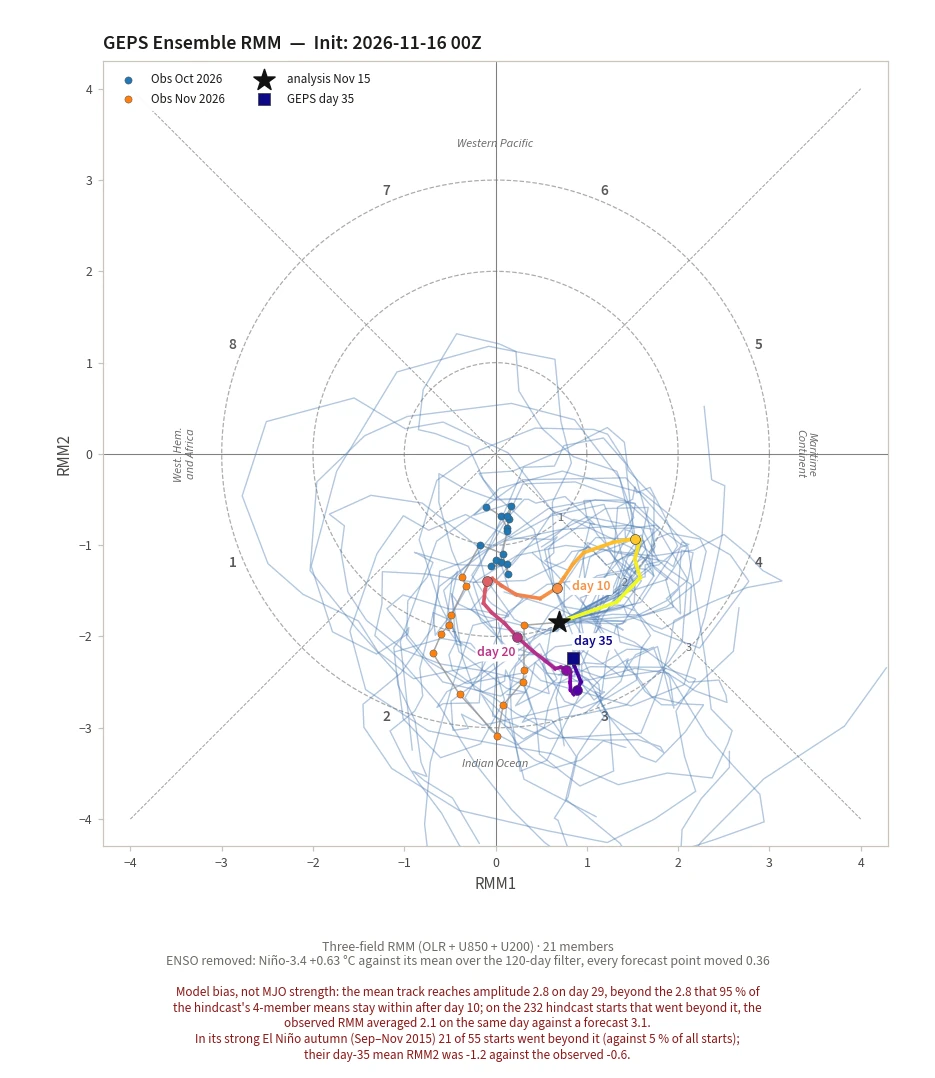 GEPS Ensemble RMM — Init: 2026-11-16 00Z
Obs Oct 2026
Obs Nov 2026
analysis Nov 15
GEPS day 35
Western Pacific
7
6
8
5
West. Hem.
and Africa
Maritime
Continent
1
4
2
3
Indian Ocean
1
2
3
day 10
day 20
day 35
4
3
2
1
0
−1
−2
−3
−4
RMM2
−4
−3
−2
−1
0
1
2
3
4
RMM1
Three-field RMM (OLR + U850 + U200) · 21 members
ENSO removed: Niño-3.4 +0.63 °C against its mean over the 120-day filter, every forecast point moved 0.36
Model bias, not MJO strength: the mean track reaches amplitude 2.8 on day 29, beyond the 2.8 that 95 % of
the hindcast's 4-member means stay within after day 10; on the 232 hindcast starts that went beyond it, the
observed RMM averaged 2.1 on the same day against a forecast 3.1.
In its strong El Niño autumn (Sep–Nov 2015) 21 of 55 starts went beyond it (against 5 % of all starts);
their day-35 mean RMM2 was -1.2 against the observed -0.6.